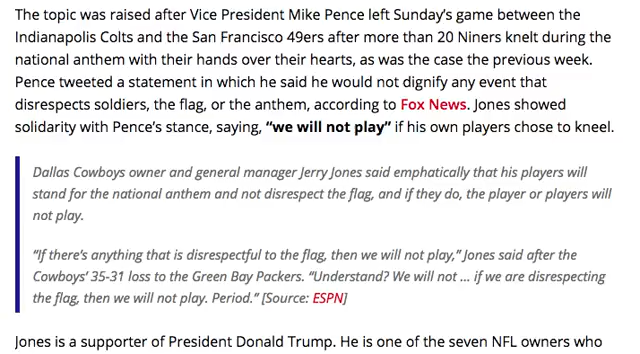 The topic was raised after Vice President Mike Pence left Sunday’s game between the
Indianapolis Colts and the San Francisco 49ers after more than 20 Niners knelt during the
national anthem with their hands over their hearts, as was the case the previous week.
Pence tweeted a statement in which he said he would not dignify any event that
disrespects soldiers, the flag, or the anthem, according to Fox News. Jones showed
solidarity with Pence’s stance, saying, “we will not play” if his own players chose to kneel.
Dallas Cowboys owner and general manager Jerry Jones said emphatically that his players will
stand for the national anthem and not disrespect the flag, and if they do, the player or players will
not play.
“If there’s anything that is disrespectful to the flag, then we will not play,” Jones said after the
Cowboys’ 35-31 loss to the Green Bay Packers. “Understand? We will not … if we are disrespecting
the flag, then we will not play. Period.” [Source: ESPN]
Jones is a supporter of President Donald Trump. He is one of the seven NFL owners who